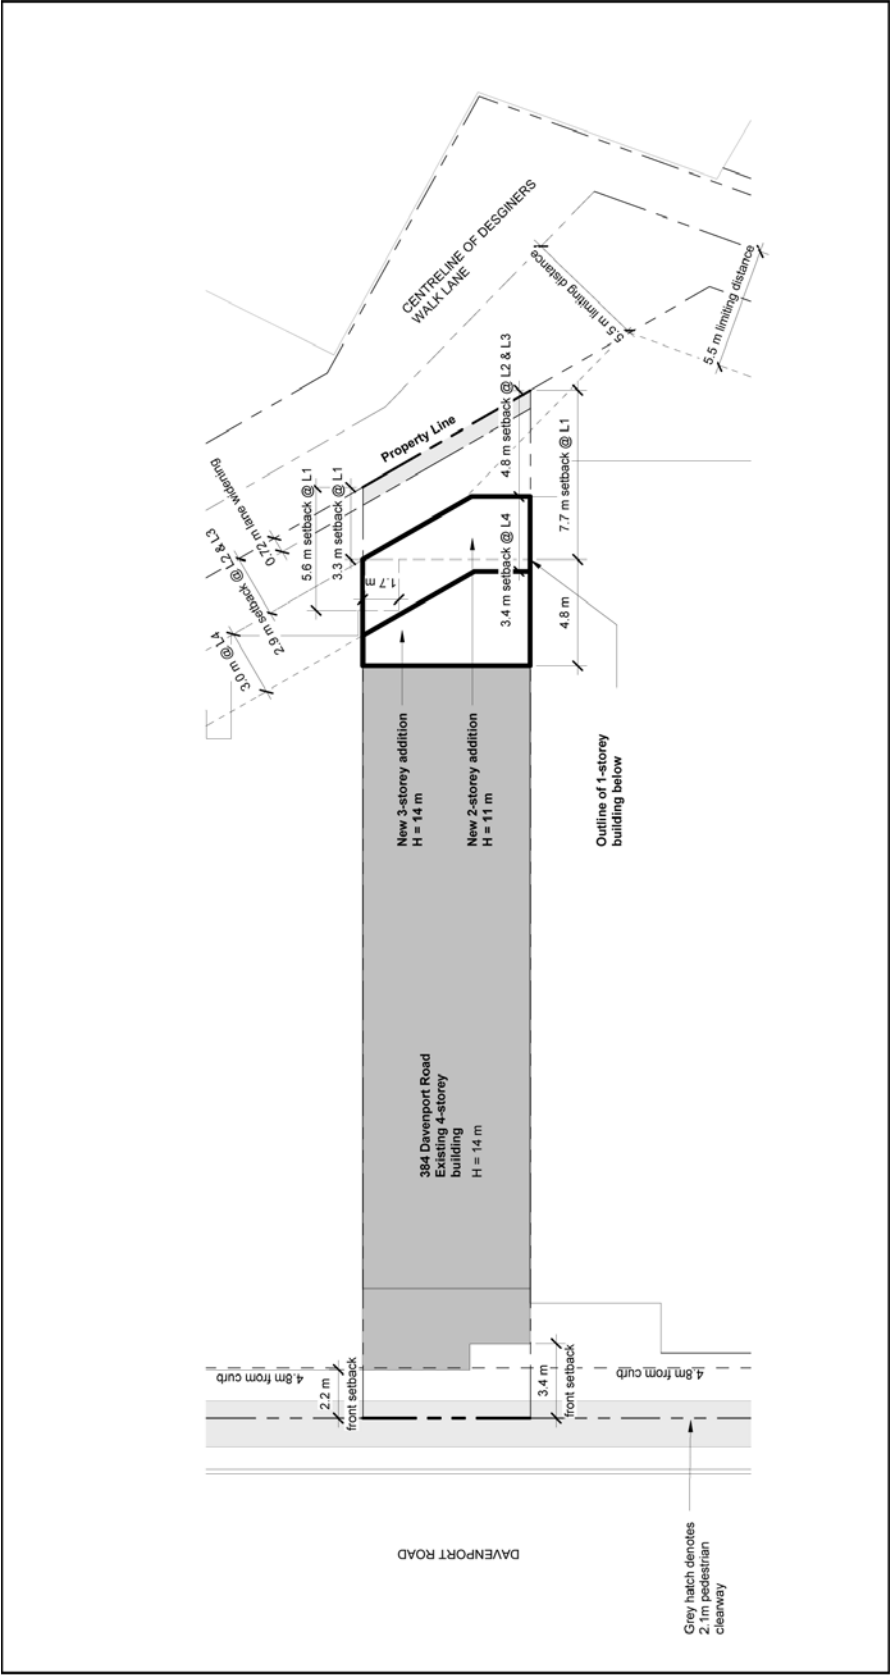 CENTRELINE OF DESGINERS
WALK LANE
5.5 m limiting distance
5.5 m limiting distance
Property Line
0.72 m lane widening
2.9 m setback @ L2 & L3
3.0 m @ L4
5.6 m setback @ L1
3.3 m setback @ L1
1.7 m
4.8 m setback @ L2 & L3
3.4 m setback @ L4
7.7 m setback @ L1
4.8 m
New 3-storey addition
H = 14 m
New 2-storey addition
H = 11 m
Outline of 1-storey
building below
384 Davenport Road
Existing 4-storey
building
H = 14 m
4.8m from curb
2.2 m
front setback
3.4 m
front setback
4.8m from curb
DAVENPORT ROAD
Grey hatch denotes
2.1m pedestrian
clearway